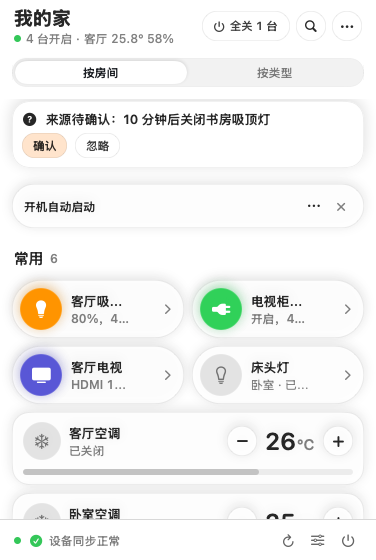 我的家
4 台开启 · 客厅 25.8° 58%
全关 1 台
按房间
按类型
来源待确认：10 分钟后关闭书房吸顶灯
确认
忽略
开机自动启动
常用 6
客厅吸...
80%，4...
电视柜...
开启，4...
客厅电视
HDMI 1...
床头灯
卧室 · 已...
客厅空调
已关闭
26°C
卧室空调
设备同步正常